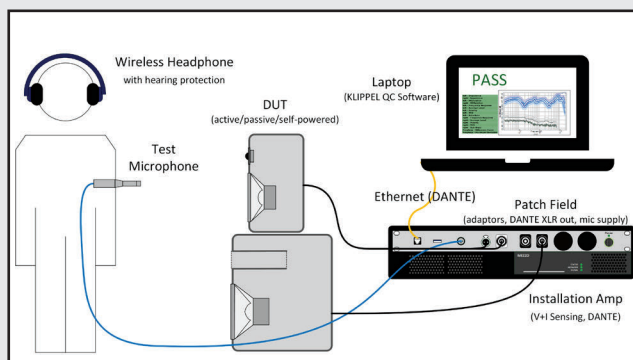 Wireless Headphone
with hearing protection
Test
Microphone
DUT
(active/passive/self-powered)
Laptop
(KLIPPEL QC Software)
PASS
Ethernet (DANTE)
Patch Field
(adaptors, DANTE XLR out, mic supply)
Installation Amp
(V+I Sensing, DANTE)